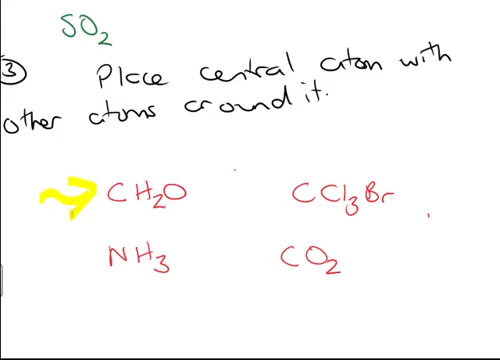 SO2
3 Place central atom with
other atoms around it.
CH2O CCl3Br
NH3 CO2